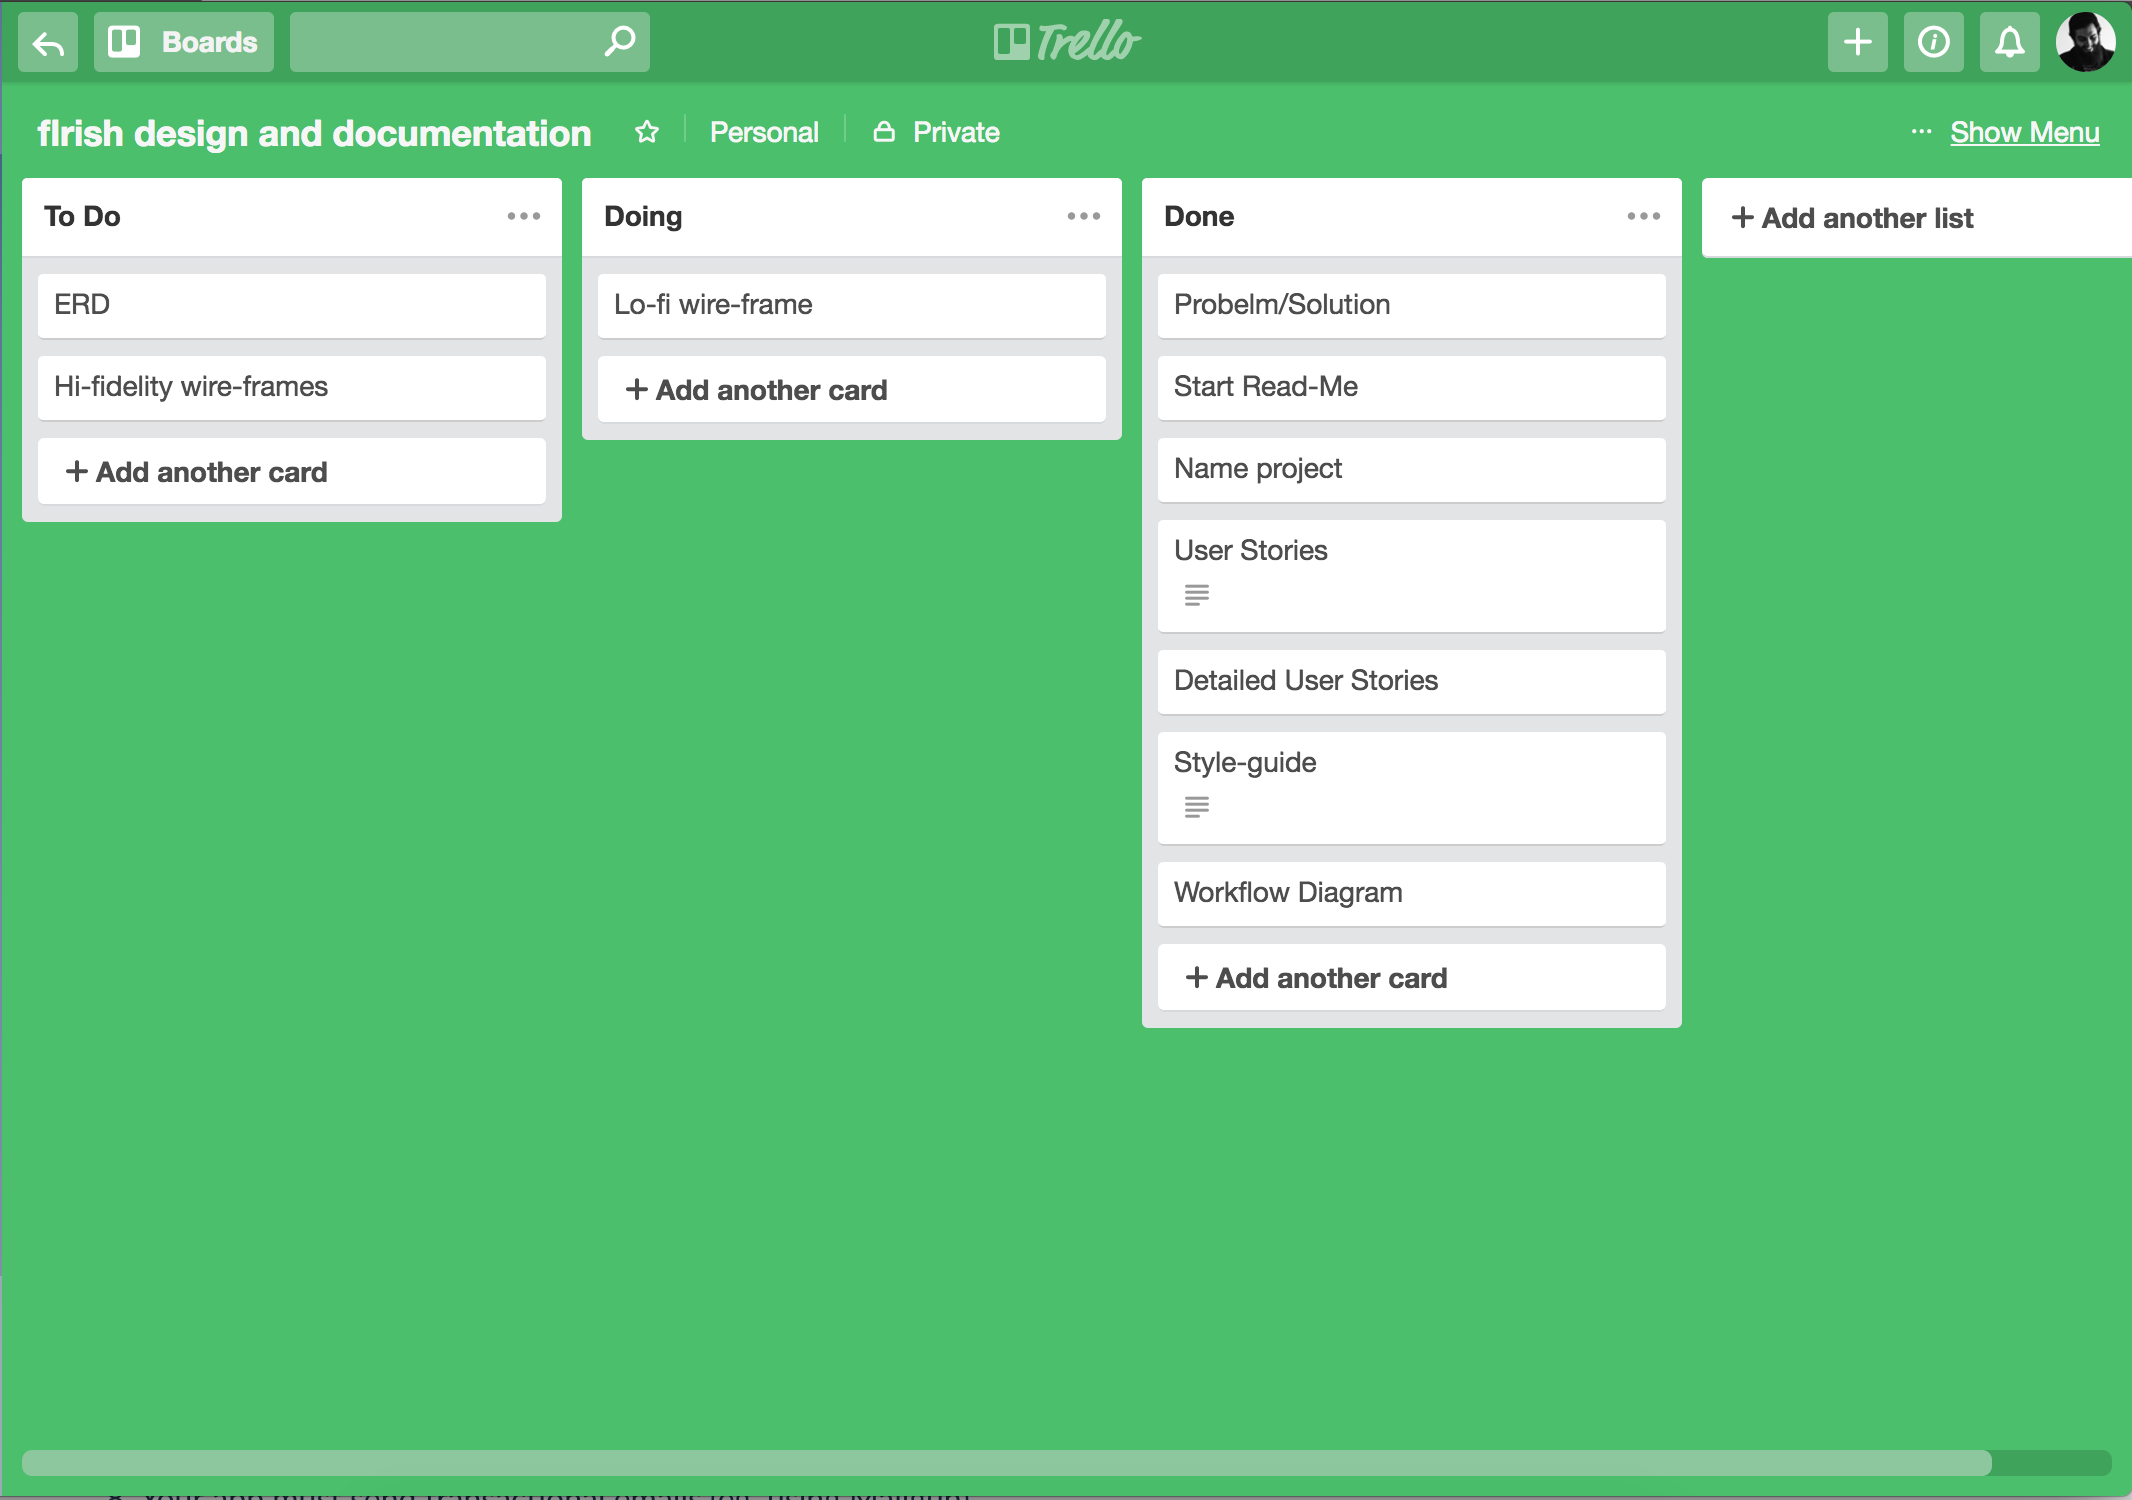 Boards
Trello
flrish design and documentation
Personal
Private
Show Menu
To Do
ERD
Hi-fidelity wire-frames
Add another card
Doing
Lo-fi wire-frame
Add another card
Done
Probelm/Solution
Start Read-Me
Name project
User Stories
Detailed User Stories
Style-guide
Workflow Diagram
Add another card
Add another list